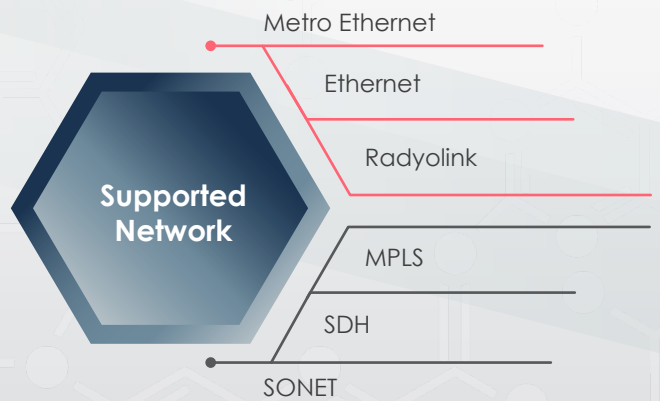 Metro Ethernet
Ethernet
Radyolink
Supported
Network
MPLS
SDH
SONET